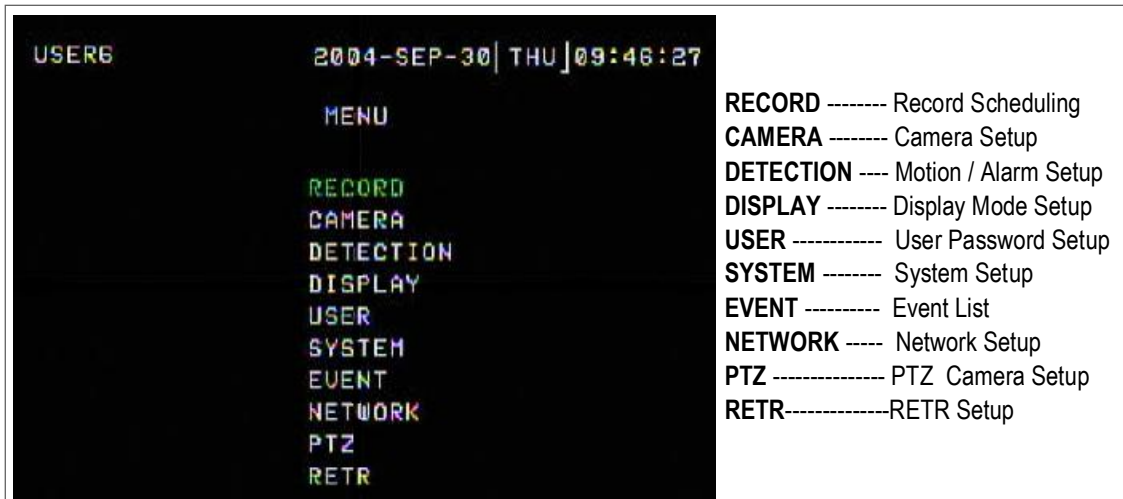 USER6 2004-SEP-30| THU ⌋09:46:27
MENU
RECORD
CAMERA
DETECTION
DISPLAY
USER
SYSTEM
EVENT
NETWORK
PTZ
RETR
RECORD -------- Record Scheduling
CAMERA -------- Camera Setup
DETECTION ---- Motion / Alarm Setup
DISPLAY -------- Display Mode Setup
USER ------------ User Password Setup
SYSTEM -------- System Setup
EVENT ---------- Event List
NETWORK ----- Network Setup
PTZ --------------- PTZ Camera Setup
RETR--------------RETR Setup